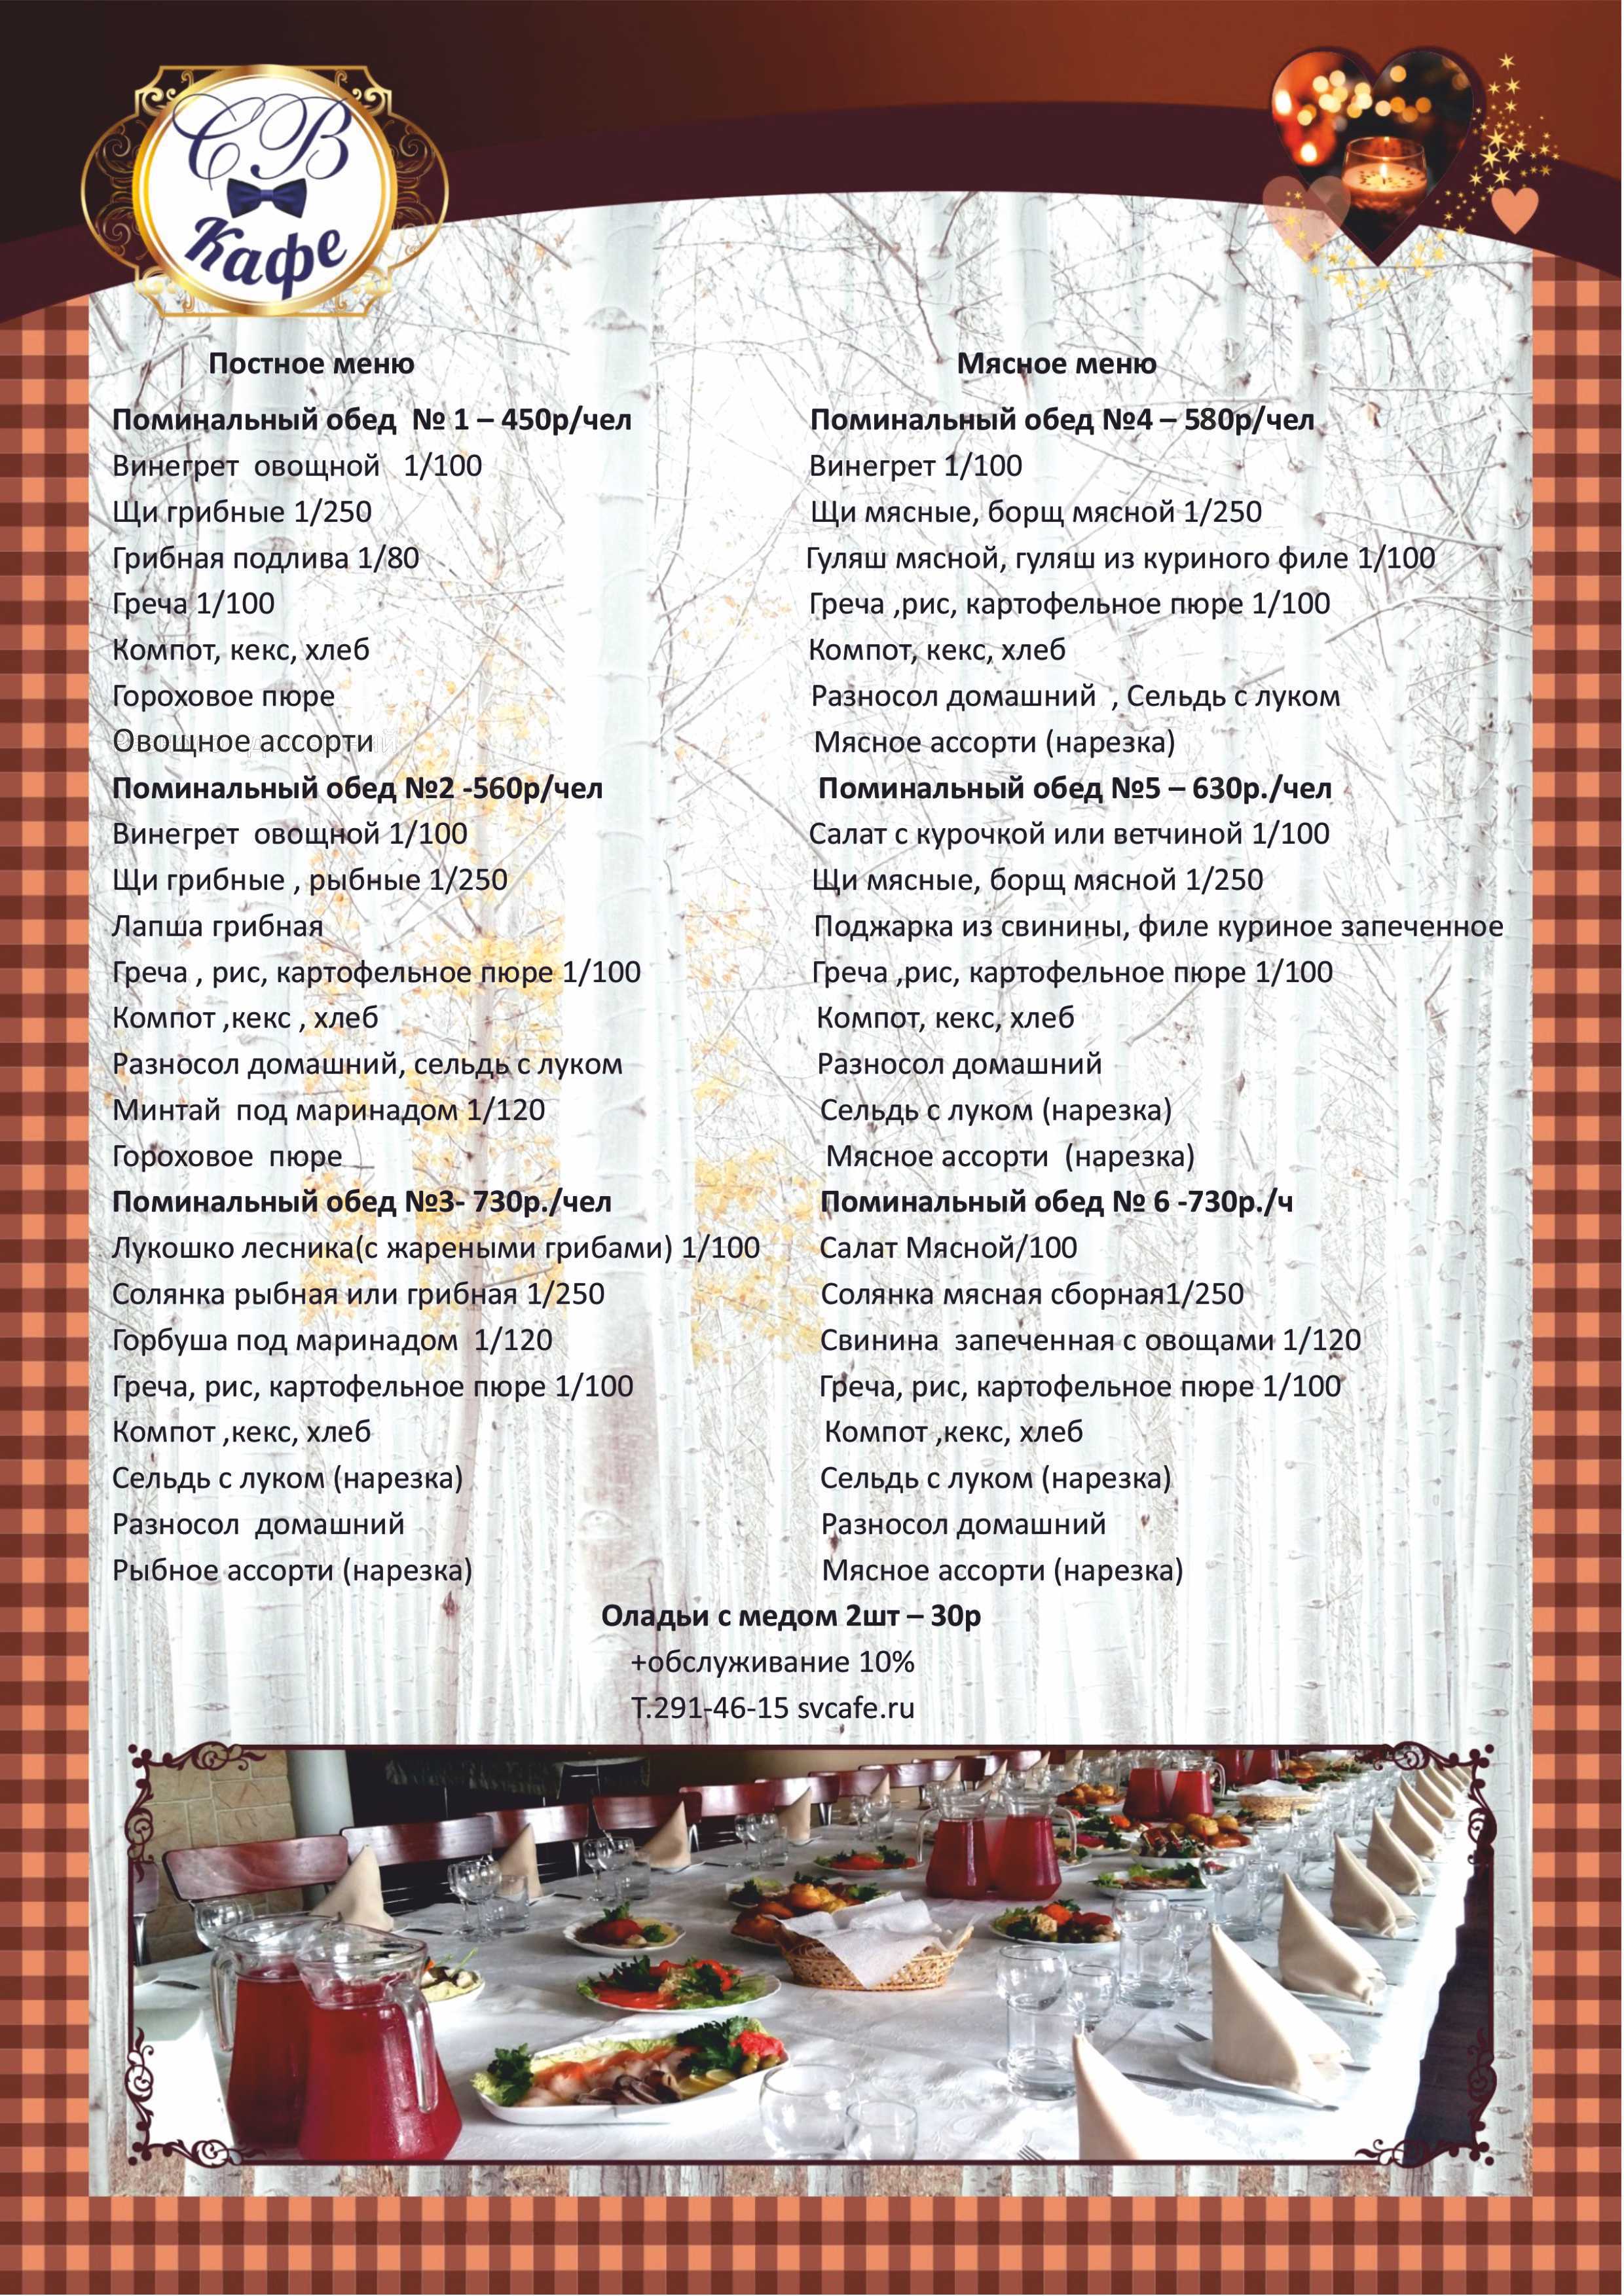 СВ
Кафе
Постное меню
Поминальный обед № 1 – 450р/чел
Винегрет овощной 1/100
Щи грибные 1/250
Грибная подлива 1/80
Греча 1/100
Компот, кекс, хлеб
Гороховое пюре
Овощное ассорти
Поминальный обед №2 -560р/чел
Винегрет овощной 1/100
Щи грибные , рыбные 1/250
Лапша грибная
Греча , рис, картофельное пюре 1/100
Компот ,кекс , хлеб
Разносол домашний, сельдь с луком
Минтай под маринадом 1/120
Гороховое пюре
Поминальный обед №3- 730р./чел
Лукошко лесника(с жареными грибами) 1/100
Солянка рыбная или грибная 1/250
Горбуша под маринадом 1/120
Греча, рис, картофельное пюре 1/100
Компот ,кекс, хлеб
Сельдь с луком (нарезка)
Разносол домашний
Рыбное ассорти (нарезка)
Мясное меню
Поминальный обед №4 – 580р/чел
Винегрет 1/100
Щи мясные, борщ мясной 1/250
Гуляш мясной, гуляш из куриного филе 1/100
Греча ,рис, картофельное пюре 1/100
Компот, кекс, хлеб
Разносол домашний , Сельдь с луком
Мясное ассорти (нарезка)
Поминальный обед №5 – 630р./чел
Салат с курочкой или ветчиной 1/100
Щи мясные, борщ мясной 1/250
Поджарка из свинины, филе куриное запеченное
Греча ,рис, картофельное пюре 1/100
Компот, кекс, хлеб
Разносол домашний
Сельдь с луком (нарезка)
Мясное ассорти (нарезка)
Поминальный обед № 6 -730р./ч
Салат Мясной/100
Солянка мясная сборная1/250
Свинина запеченная с овощами 1/120
Греча, рис, картофельное пюре 1/100
Компот ,кекс, хлеб
Сельдь с луком (нарезка)
Разносол домашний
Мясное ассорти (нарезка)
Оладьи с медом 2шт – 30р
+обслуживание 10%
Т.291-46-15 svcafe.ru